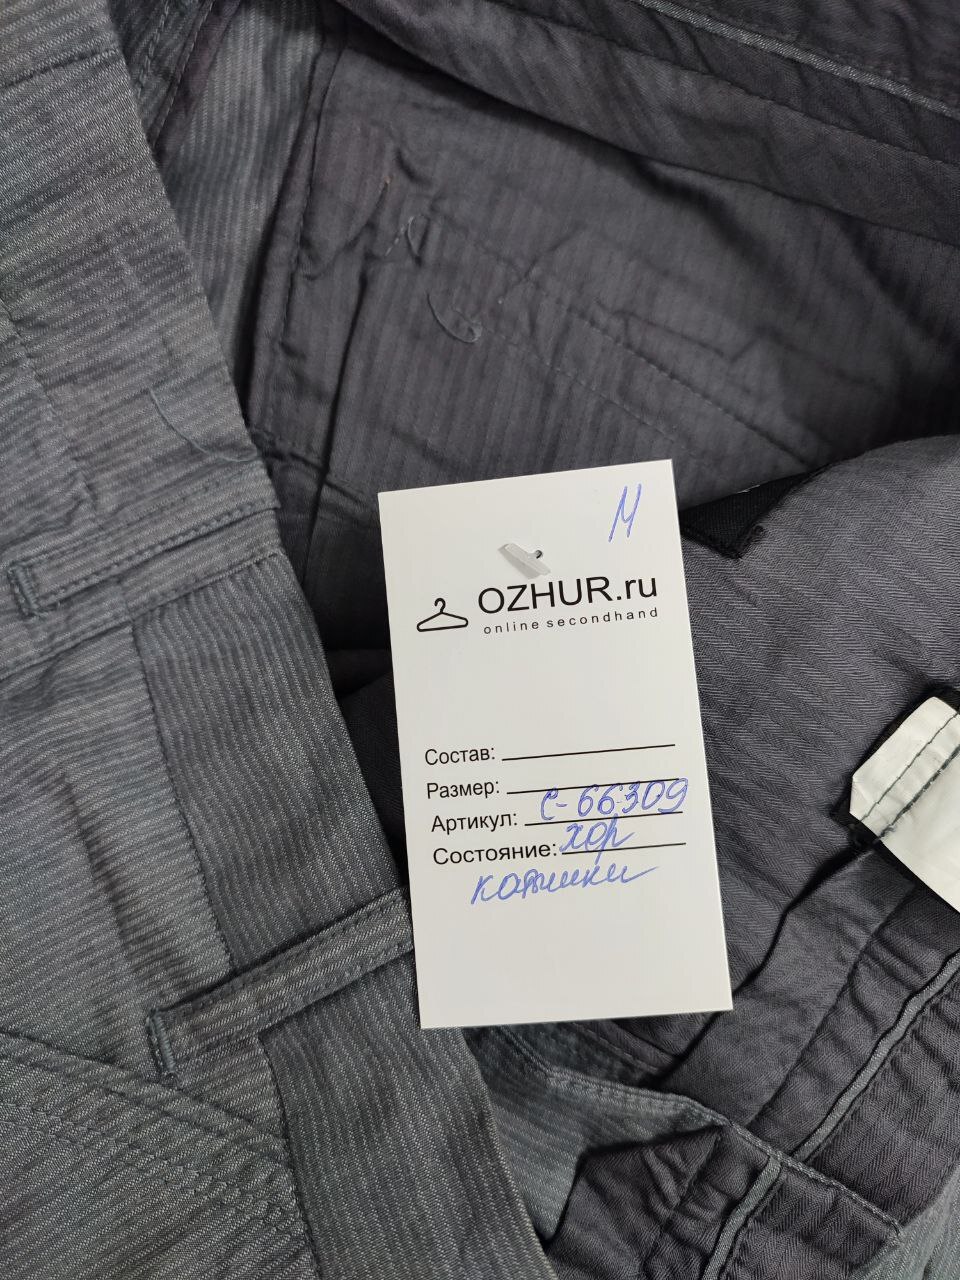 М
OZHUR.ru
online secondhand
Состав:
Размер:
Артикул: С-66309
Состояние: хор
катышки